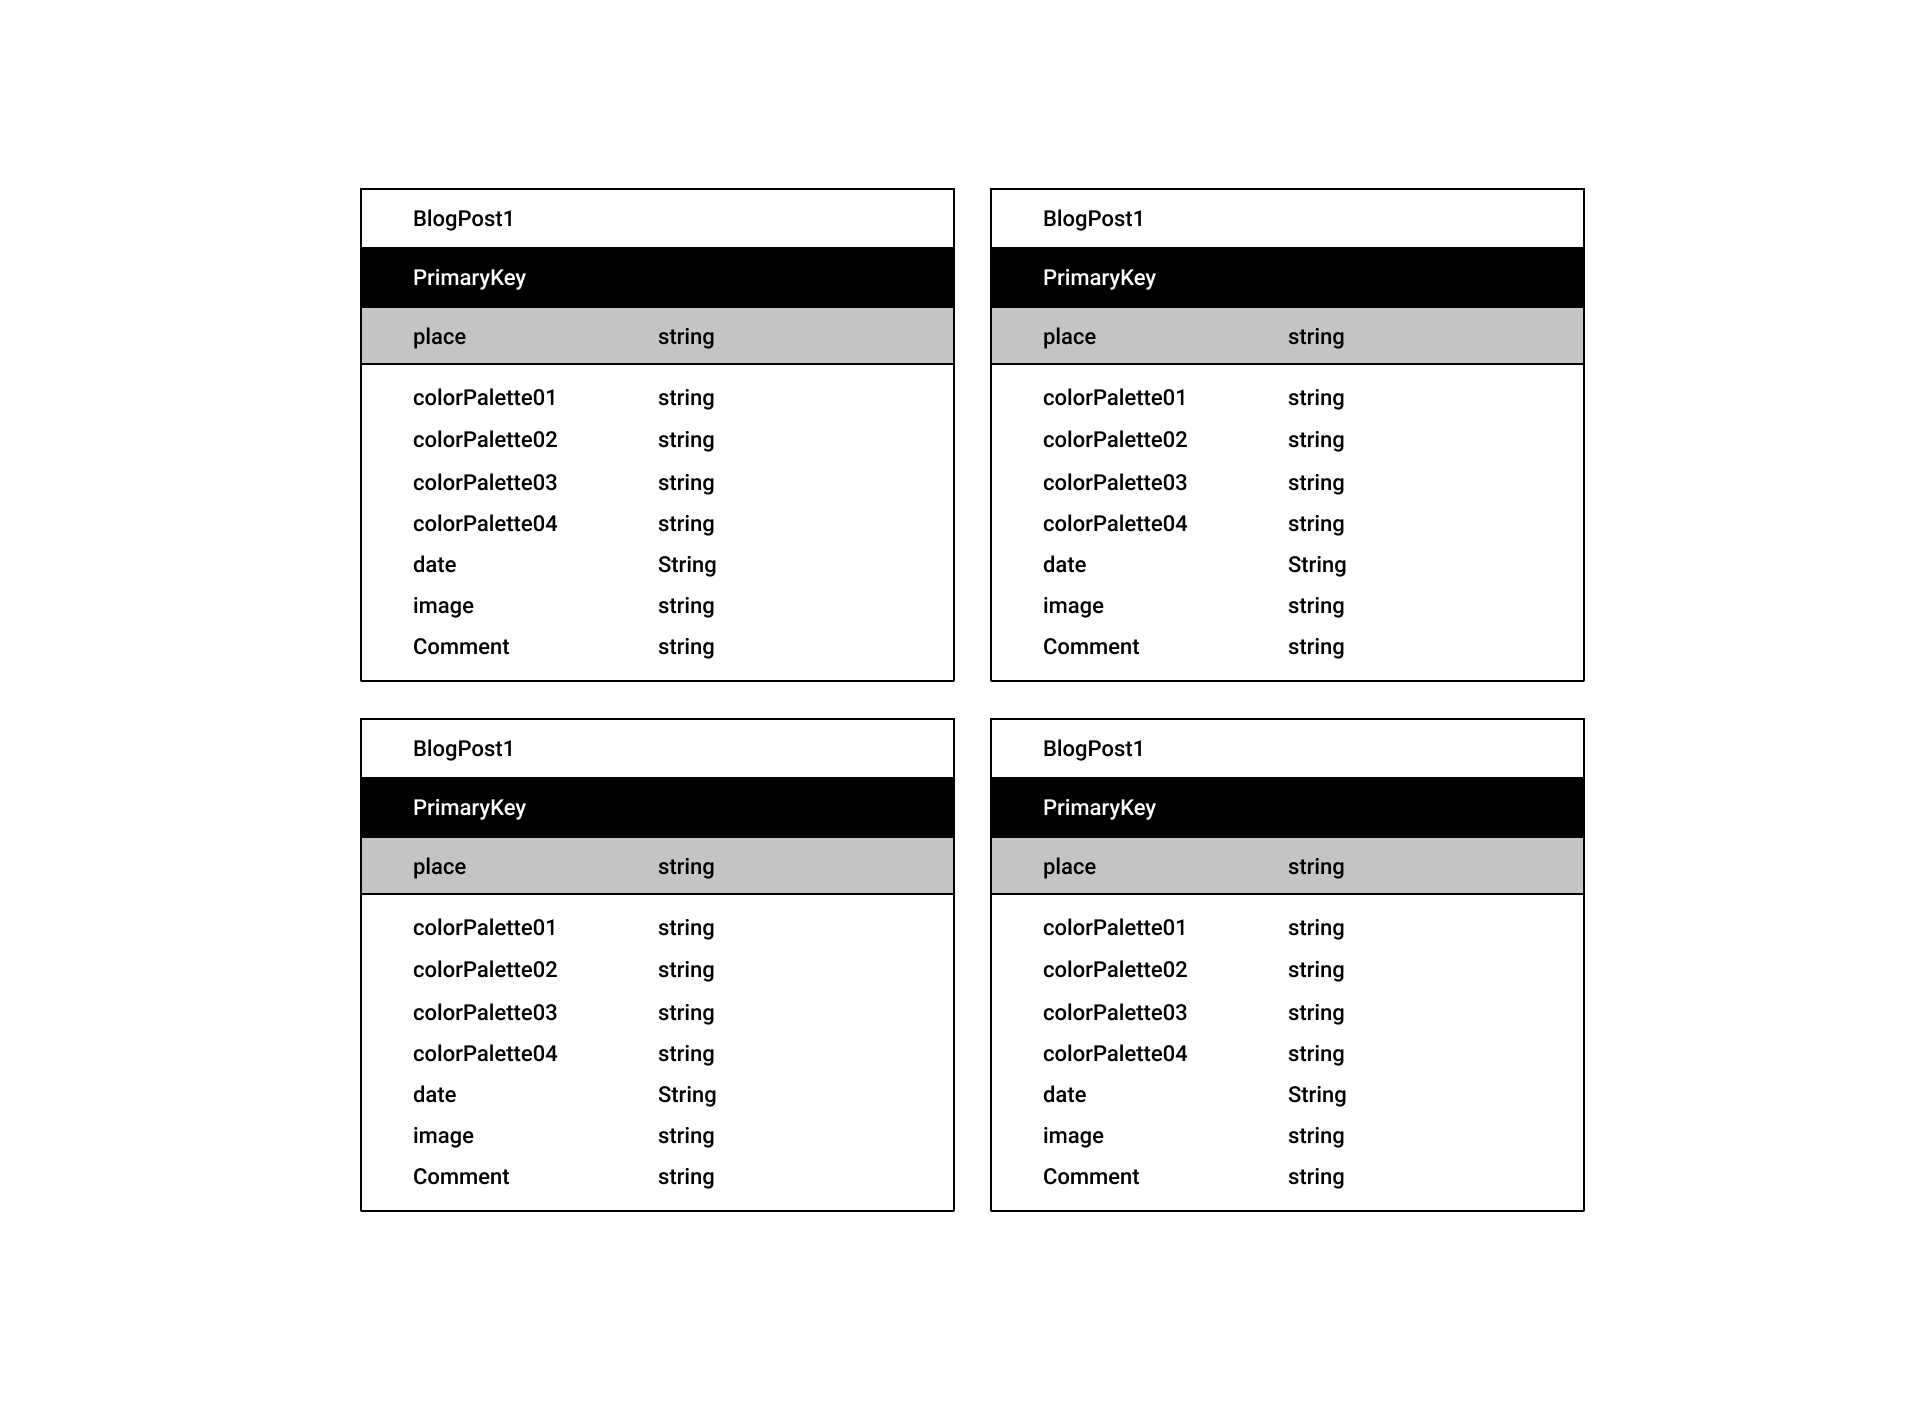 BlogPost1
PrimaryKey
place string
colorPalette01 string
colorPalette02 string
colorPalette03 string
colorPalette04 string
date String
image string
Comment string
BlogPost1
PrimaryKey
place string
colorPalette01 string
colorPalette02 string
colorPalette03 string
colorPalette04 string
date String
image string
Comment string
BlogPost1
PrimaryKey
place string
colorPalette01 string
colorPalette02 string
colorPalette03 string
colorPalette04 string
date String
image string
Comment string
BlogPost1
PrimaryKey
place string
colorPalette01 string
colorPalette02 string
colorPalette03 string
colorPalette04 string
date String
image string
Comment string